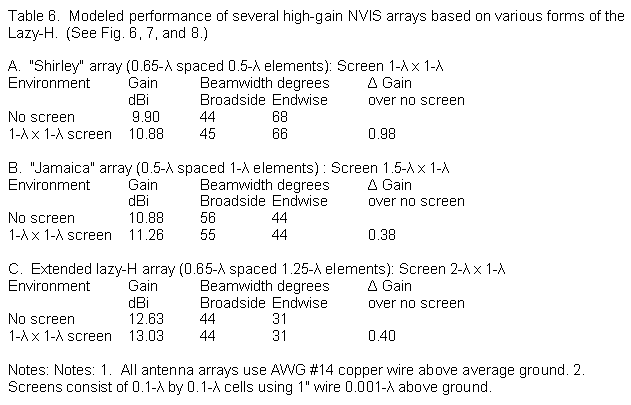 Table 6.  Modeled performance of several high-gain NVIS arrays based on various forms of the
Lazy-H.  (See Fig. 6, 7, and 8.)
A.  "Shirley" array (0.65-λ spaced 0.5-λ elements): Screen 1-λ x 1-λ
Environment Gain Beamwidth degrees Δ Gain
dBi Broadside Endwise over no screen
No screen 9.90 44 68
1-λ x 1-λ screen 10.88 45 66 0.98
B.  "Jamaica" array (0.5-λ spaced 1-λ elements) : Screen 1.5-λ x 1-λ
Environment Gain Beamwidth degrees Δ Gain
dBi Broadside Endwise over no screen
No screen 10.88 56 44
1-λ x 1-λ screen 11.26 55 44 0.38
C.  Extended lazy-H array (0.65-λ spaced 1.25-λ elements): Screen 2-λ x 1-λ
Environment Gain Beamwidth degrees Δ Gain
dBi Broadside Endwise over no screen
No screen 12.63 44 31
1-λ x 1-λ screen 13.03 44 31 0.40
Notes: Notes: 1.  All antenna arrays use AWG #14 copper wire above average ground. 2.
Screens consist of 0.1-λ by 0.1-λ cells using 1" wire 0.001-λ above ground.